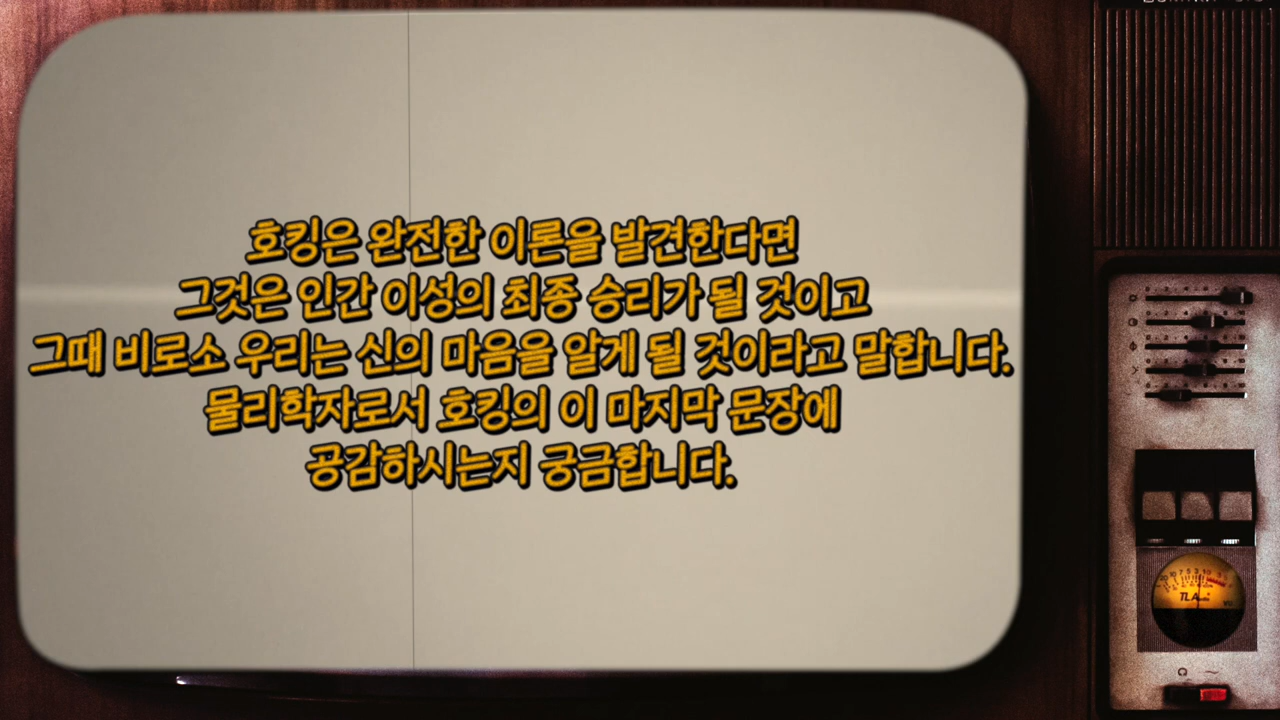 호킹은 완전한 이론을 발견한다면
그것은 인간 이성의 최종 승리가 될 것이고
그때 비로소 우리는 신의 마음을 알게 될 것이라고 말합니다.
물리학자로서 호킹의 이 마지막 문장에
공감하시는지 궁금합니다.